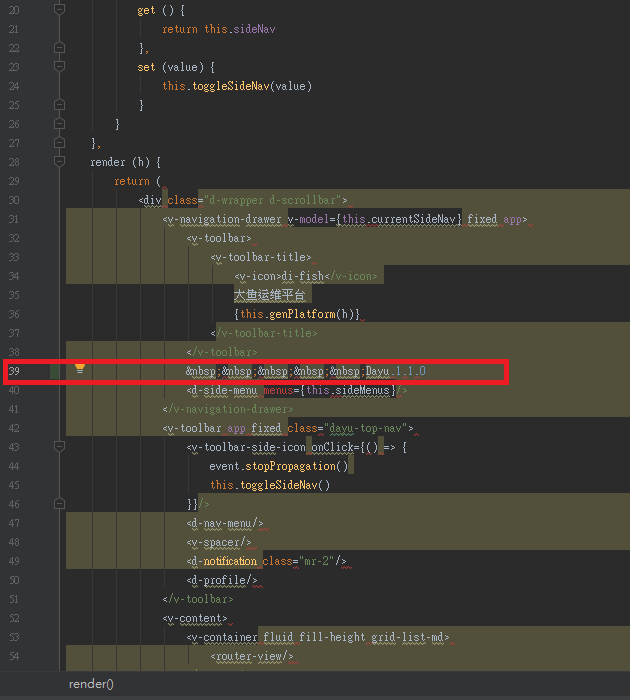 20 get () {
21 return this.sideNav
22 },
23 set (value) {
24 this.toggleSideNav(value)
25 }
26 }
27 },
28 render (h) {
29 return (
30 <div class="d-wrapper d-scrollbar">
31 <v-navigation-drawer v-model={this.currentSideNav} fixed app>
32 <v-toolbar>
33 <v-toolbar-title>
34 <v-icon>di-fish</v-icon>
35 大鱼运维平台
36 {this.genPlatform(h)}
37 </v-toolbar-title>
38 </v-toolbar>
39 &nbsp;&nbsp;&nbsp;&nbsp;&nbsp;Dayu.1.1.0
40 <d-side-menu menus={this.sideMenus}/>
41 </v-navigation-drawer>
42 <v-toolbar app fixed class="dayu-top-nav">
43 <v-toolbar-side-icon onClick={() => {
44 event.stopPropagation()
45 this.toggleSideNav()
46 }}/>
47 <d-nav-menu/>
48 <v-spacer/>
49 <d-notification class="mr-2"/>
50 <d-profile/>
51 </v-toolbar>
52 <v-content>
53 <v-container fluid fill-height grid-list-md>
54 <router-view/>
render()